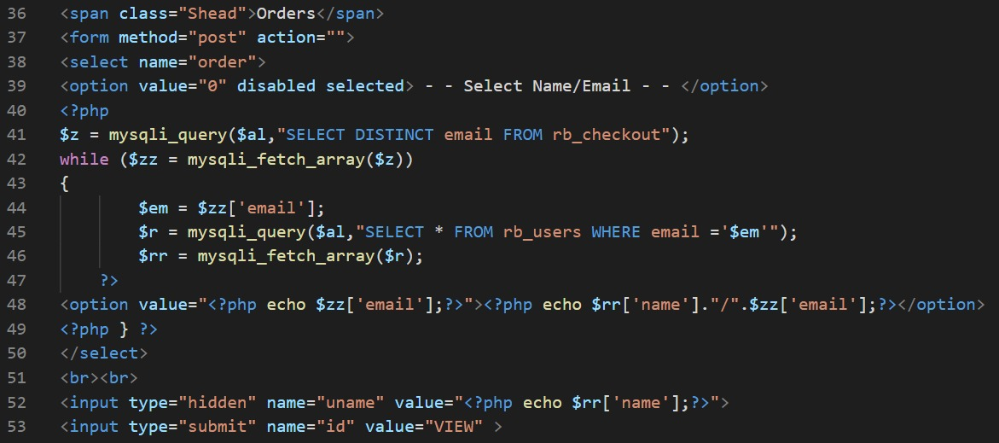 36 <span class="Shead">Orders</span>
37 <form method="post" action="">
38 <select name="order">
39 <option value="0" disabled selected> - - Select Name/Email - - </option>
40 <?php
41 $z = mysqli_query($al,"SELECT DISTINCT email FROM rb_checkout");
42 while ($zz = mysqli_fetch_array($z))
43 {
44         $em = $zz['email'];
45         $r = mysqli_query($al,"SELECT * FROM rb_users WHERE email ='$em'");
46         $rr = mysqli_fetch_array($r);
47     ?>
48 <option value="<?php echo $zz['email'];?>"><?php echo $rr['name']."/".$zz['email'];?></option>
49 <?php } ?>
50 </select>
51 <br><br>
52 <input type="hidden" name="uname" value="<?php echo $rr['name'];?>">
53 <input type="submit" name="id" value="VIEW" >